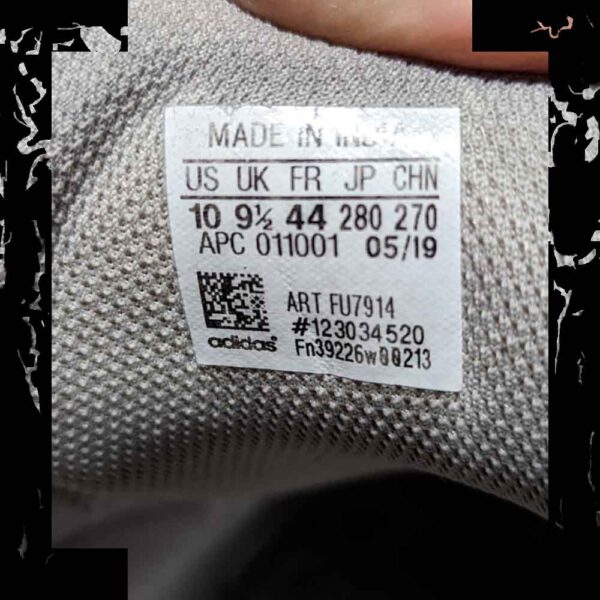 MADE IN
US UK FR JP CHN
10 9½ 44 280 270
APC 011001 05/19
ART FU7914
#123034520
adidas Fn39226w00213